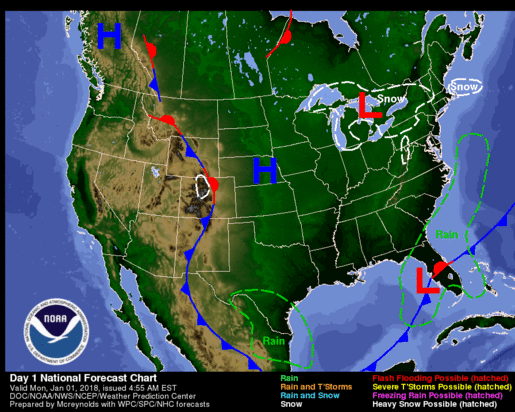 H
Snow
L
Snow
H
Rain
L
Rain
NOAA
Day 1 National Forecast Chart
Valid Mon, Jan 01, 2018, issued 4:55 AM EST
DOC/NOAA/NWS/NCEP/Weather Prediction Center
Prepared by Mcreynolds with WPC/SPC/NHC forecasts
Rain
Rain and T'Storms
Rain and Snow
Snow
Flash Flooding Possible (hatched)
Severe T'Storms Possible (hatched)
Freezing Rain Possible (hatched)
Heavy Snow Possible (hatched)